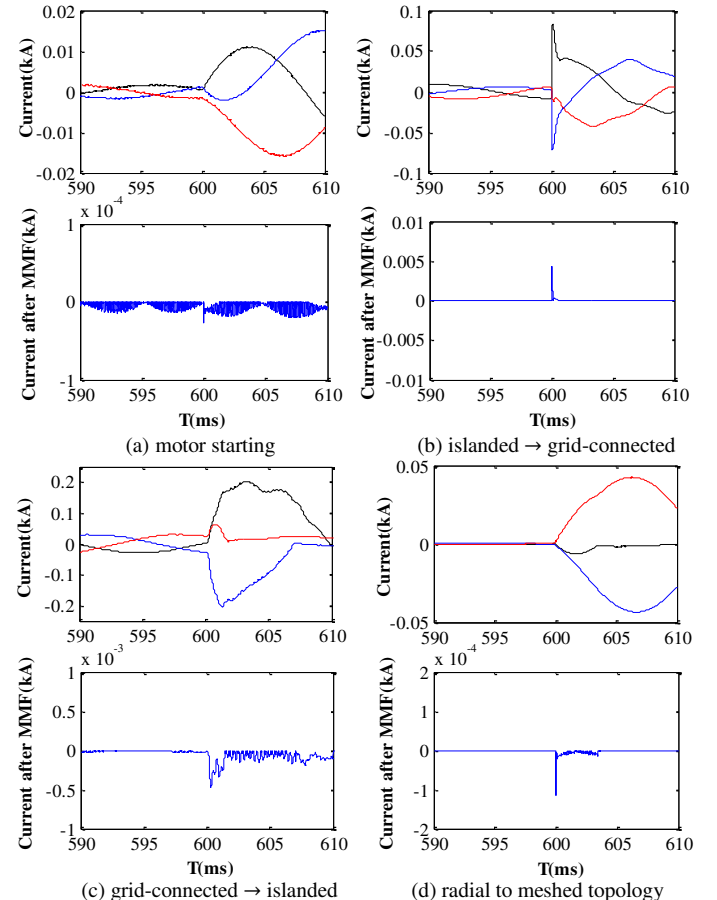 0.02
0.01
0
-0.01
-0.02
Current(kA)
590 595 600 605 610
0.1
0.05
0
-0.05
-0.1
Current(kA)
590 595 600 605 610
x 10⁻⁴
1
0
-1
Current after MMF(kA)
590 595 600 605 610
T(ms)
(a) motor starting
0.01
0.005
0
-0.005
-0.01
Current after MMF(kA)
590 595 600 605 610
T(ms)
(b) islanded → grid-connected
0.2
0.1
0
-0.1
-0.2
Current(kA)
590 595 600 605 610
0.05
0
-0.05
Current(kA)
590 595 600 605 610
x 10⁻³
1
0.5
0
-0.5
-1
Current after MMF(kA)
590 595 600 605 610
T(ms)
(c) grid-connected → islanded
x 10⁻⁴
2
1
0
-1
-2
Current after MMF(kA)
590 595 600 605 610
T(ms)
(d) radial to meshed topology